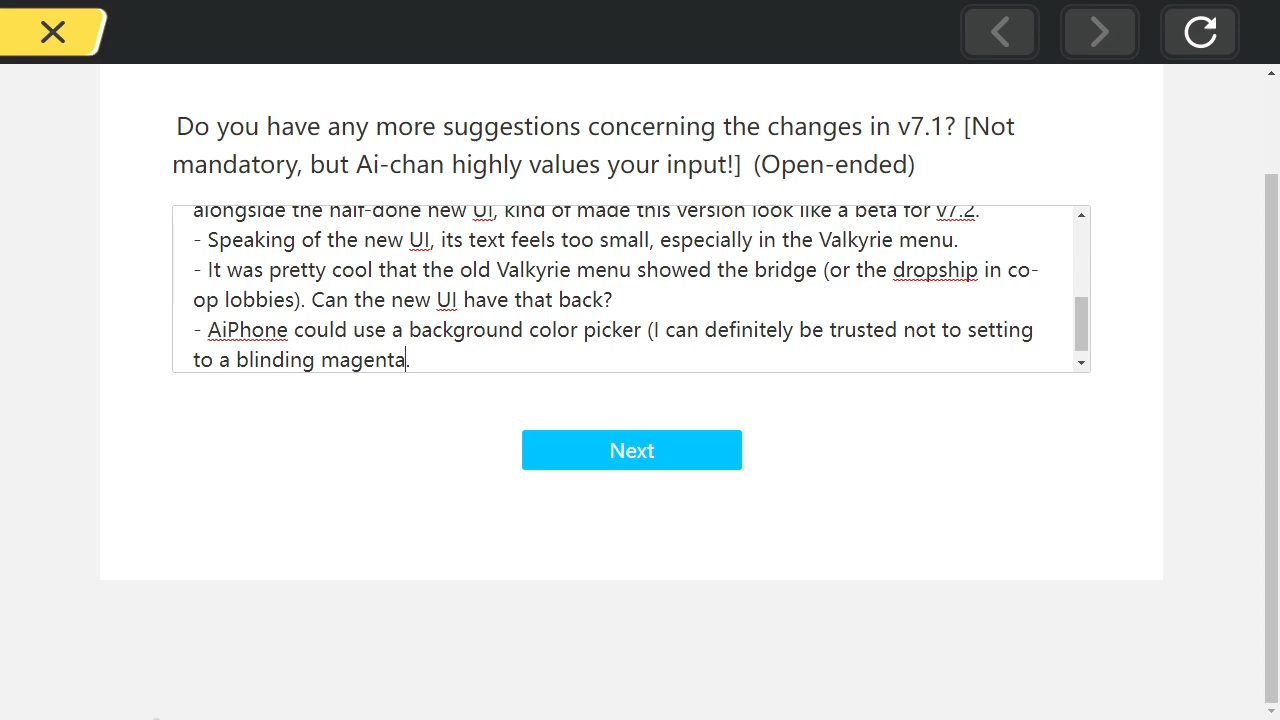 Do you have any more suggestions concerning the changes in v7.1? [Not
mandatory, but Ai-chan highly values your input!] (Open-ended)
alongside the half-done new UI, kind of made this version look like a beta for v7.2.
- Speaking of the new UI, its text feels too small, especially in the Valkyrie menu.
- It was pretty cool that the old Valkyrie menu showed the bridge (or the dropship in co-
op lobbies). Can the new UI have that back?
- AiPhone could use a background color picker (I can definitely be trusted not to setting
to a blinding magenta.
Next